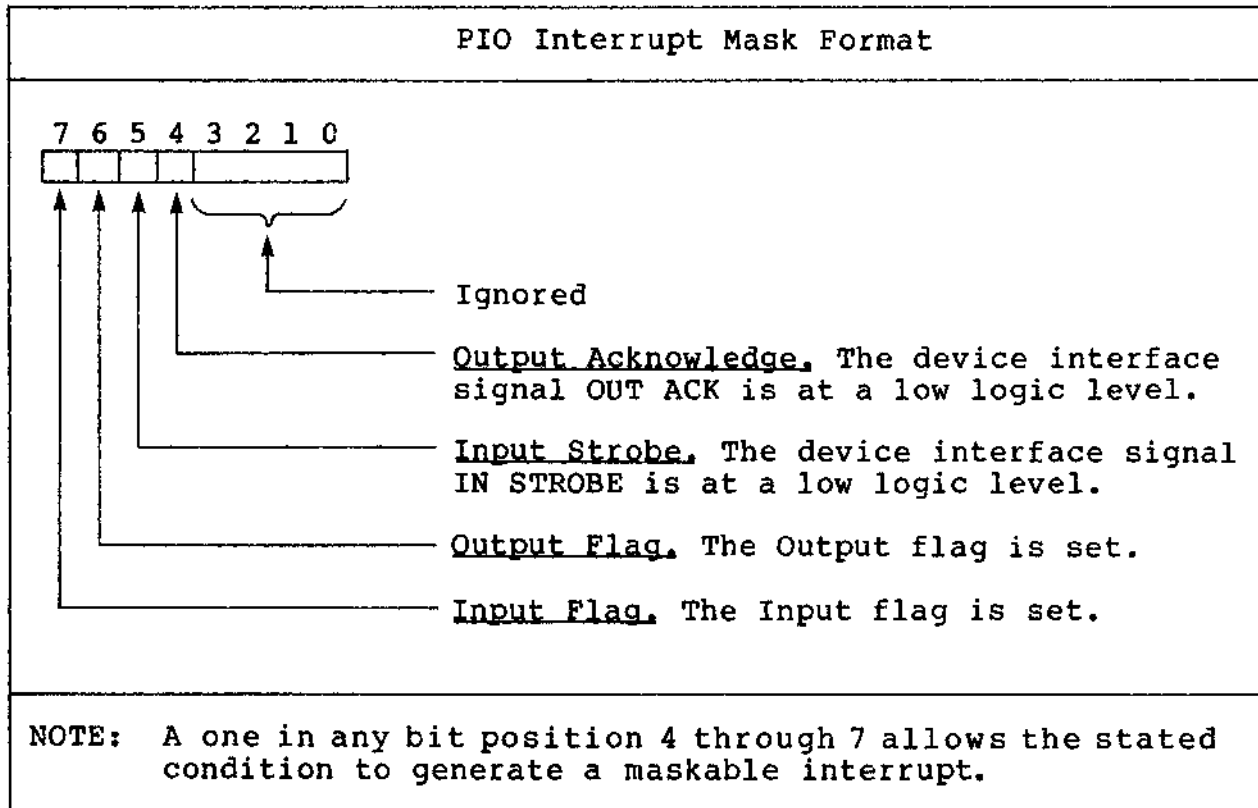 PIO Interrupt Mask Format
7 6 5 4 3 2 1 0
Ignored
Output Acknowledge. The device interface
signal OUT ACK is at a low logic level.
Input Strobe. The device interface signal
IN STROBE is at a low logic level.
Output Flag. The Output flag is set.
Input Flag. The Input flag is set.
NOTE: A one in any bit position 4 through 7 allows the stated
condition to generate a maskable interrupt.